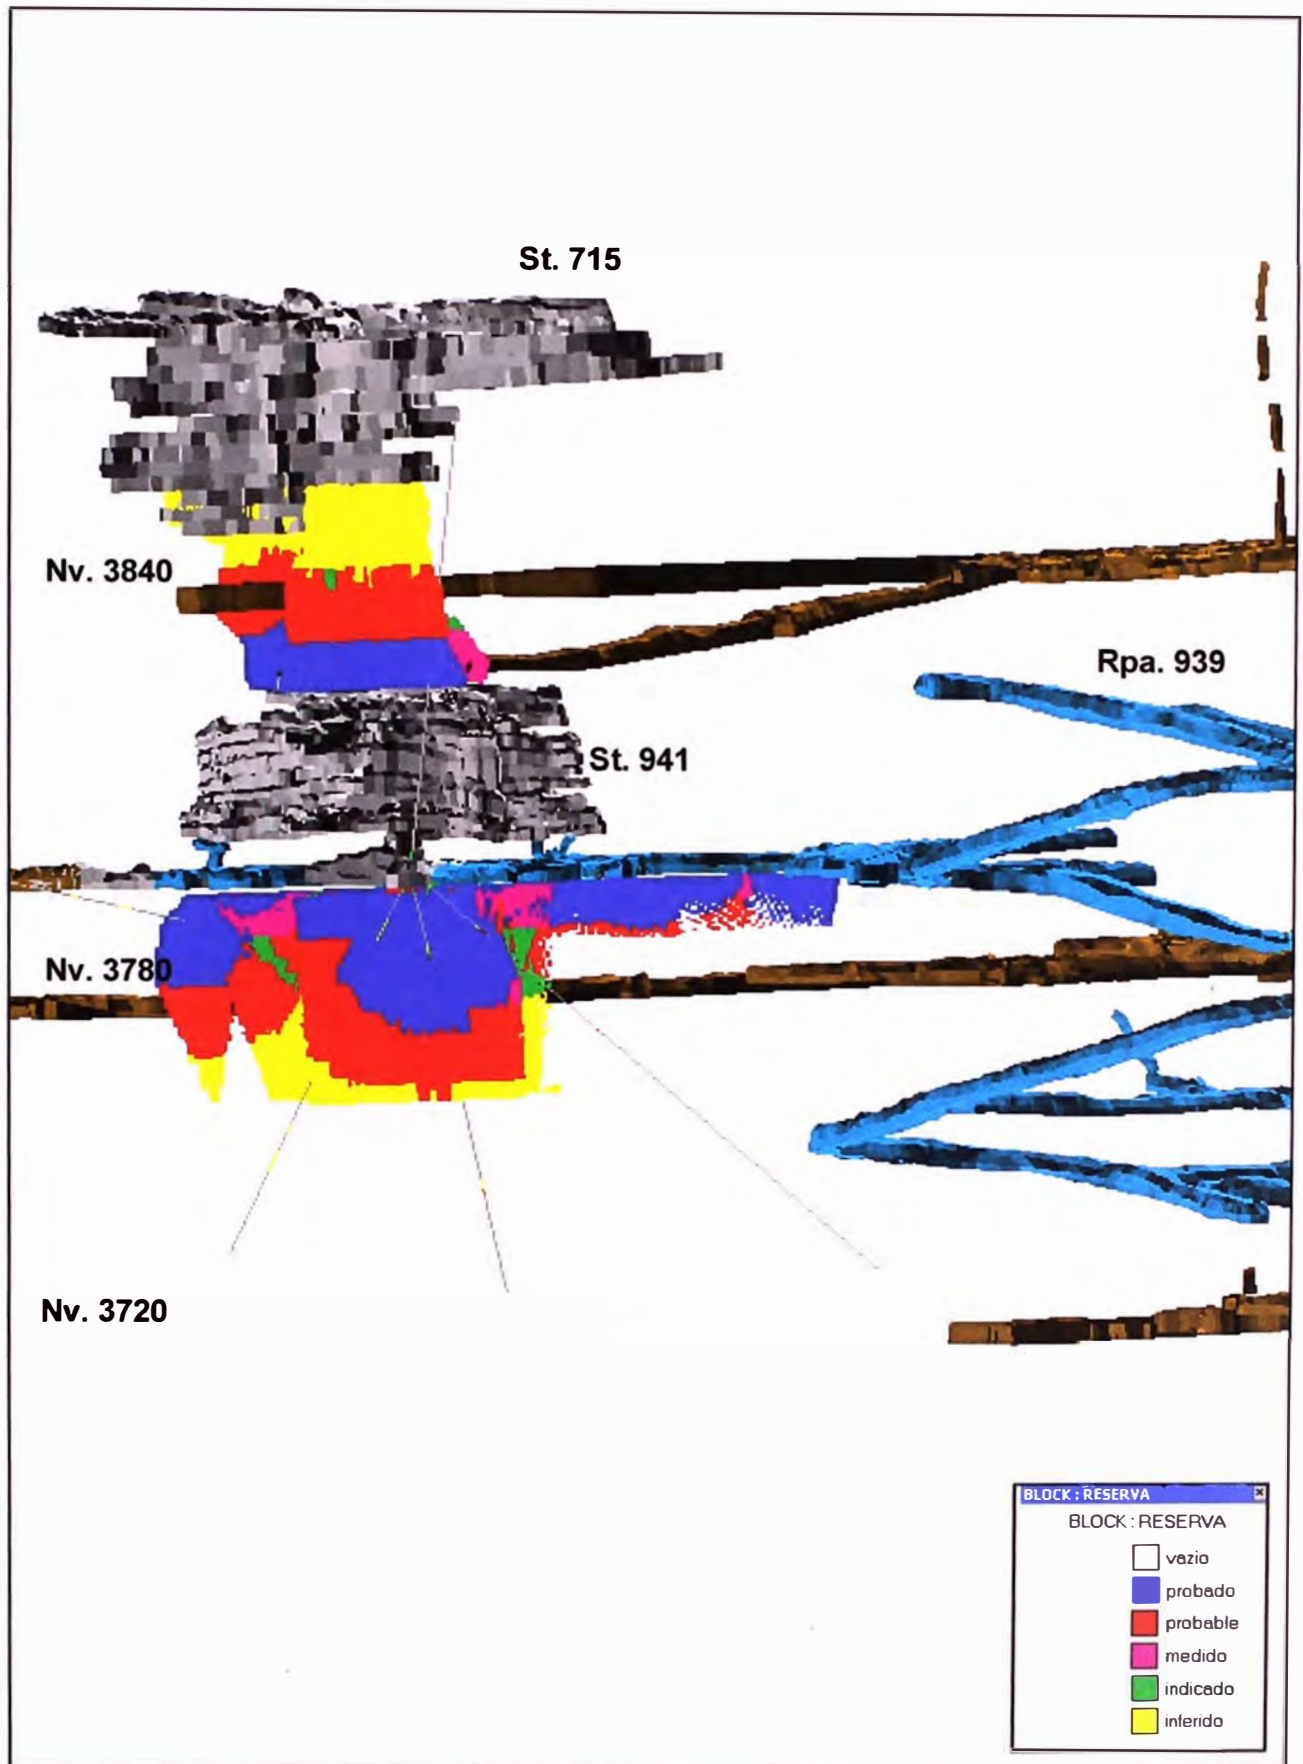 St. 715
Nv. 3840
Rpa. 939
St. 941
Nv. 3780
Nv. 3720
BLOCK : RESERVA
BLOCK : RESERVA
vazio
probado
probable
medido
indicado
inferido